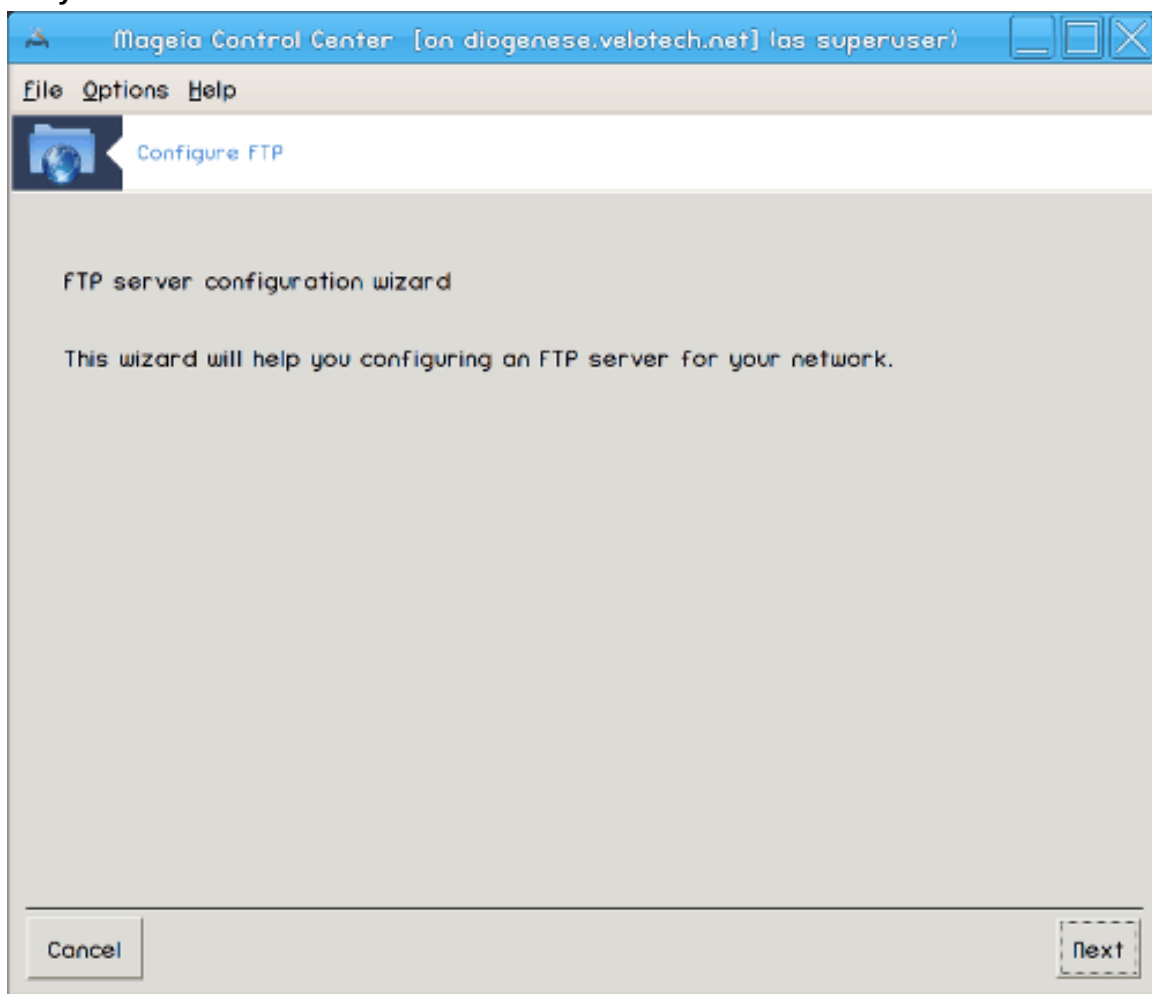 Mageia Control Center [on diogenese.velotech.net] (as superuser)
File Options Help
Configure FTP
FTP server configuration wizard
This wizard will help you configuring an FTP server for your network.
Cancel
Next